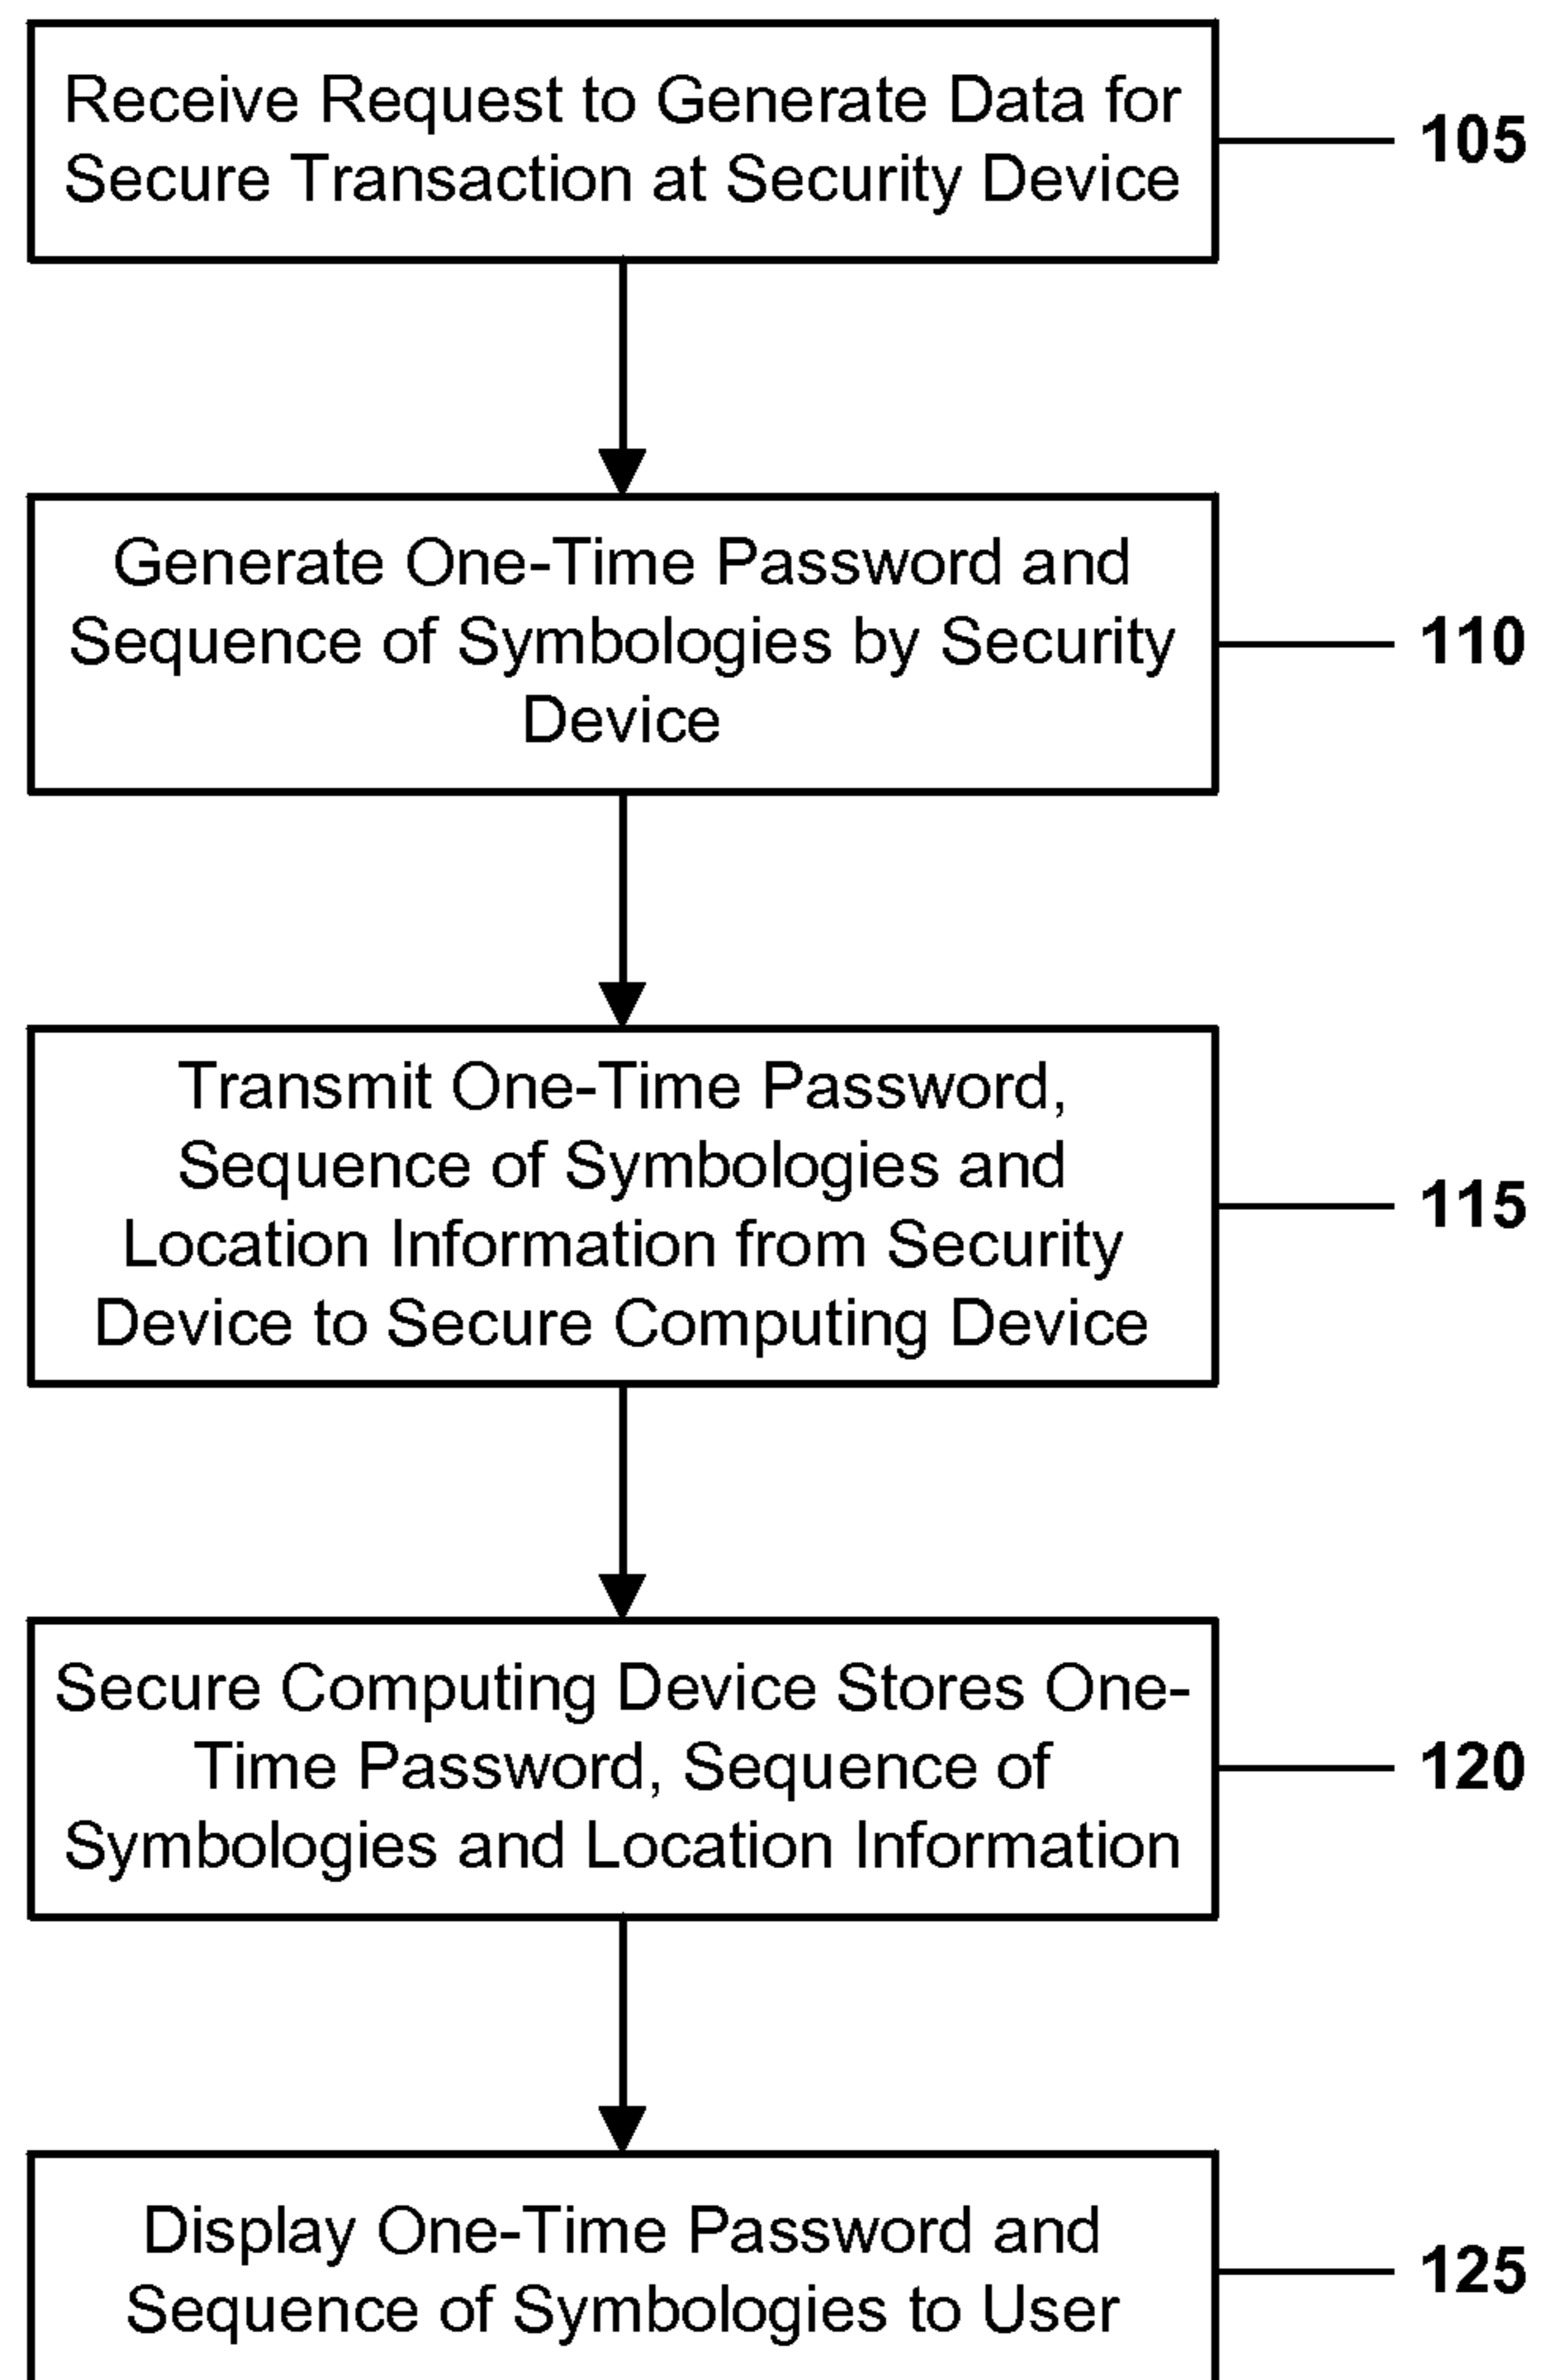 Receive Request to Generate Data for
Secure Transaction at Security Device
105
Generate One-Time Password and
Sequence of Symbologies by Security
Device
110
Transmit One-Time Password,
Sequence of Symbologies and
Location Information from Security
Device to Secure Computing Device
115
Secure Computing Device Stores One-
Time Password, Sequence of
Symbologies and Location Information
120
Display One-Time Password and
Sequence of Symbologies to User
125